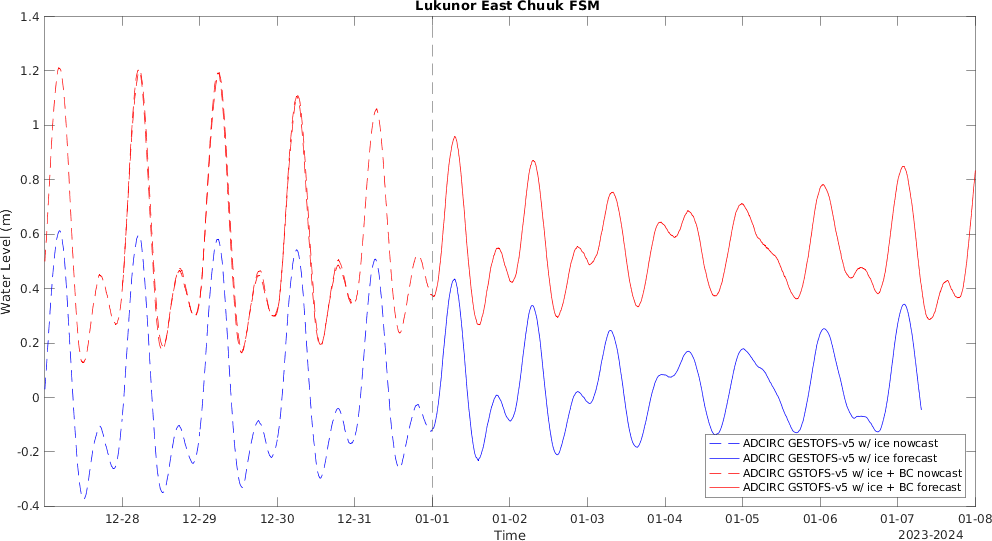 Lukunor East Chuuk FSM
Water Level (m)
1.4
1.2
1
0.8
0.6
0.4
0.2
0
-0.2
-0.4
ADCIRC GESTOFS-v5 w/ ice nowcast
ADCIRC GESTOFS-v5 w/ ice forecast
ADCIRC GSTOFS-v5 w/ ice + BC nowcast
ADCIRC GSTOFS-v5 w/ ice + BC forecast
12-28 12-29 12-30 12-31 01-01 01-02 01-03 01-04 01-05 01-06 01-07 01-08
Time
2023-2024